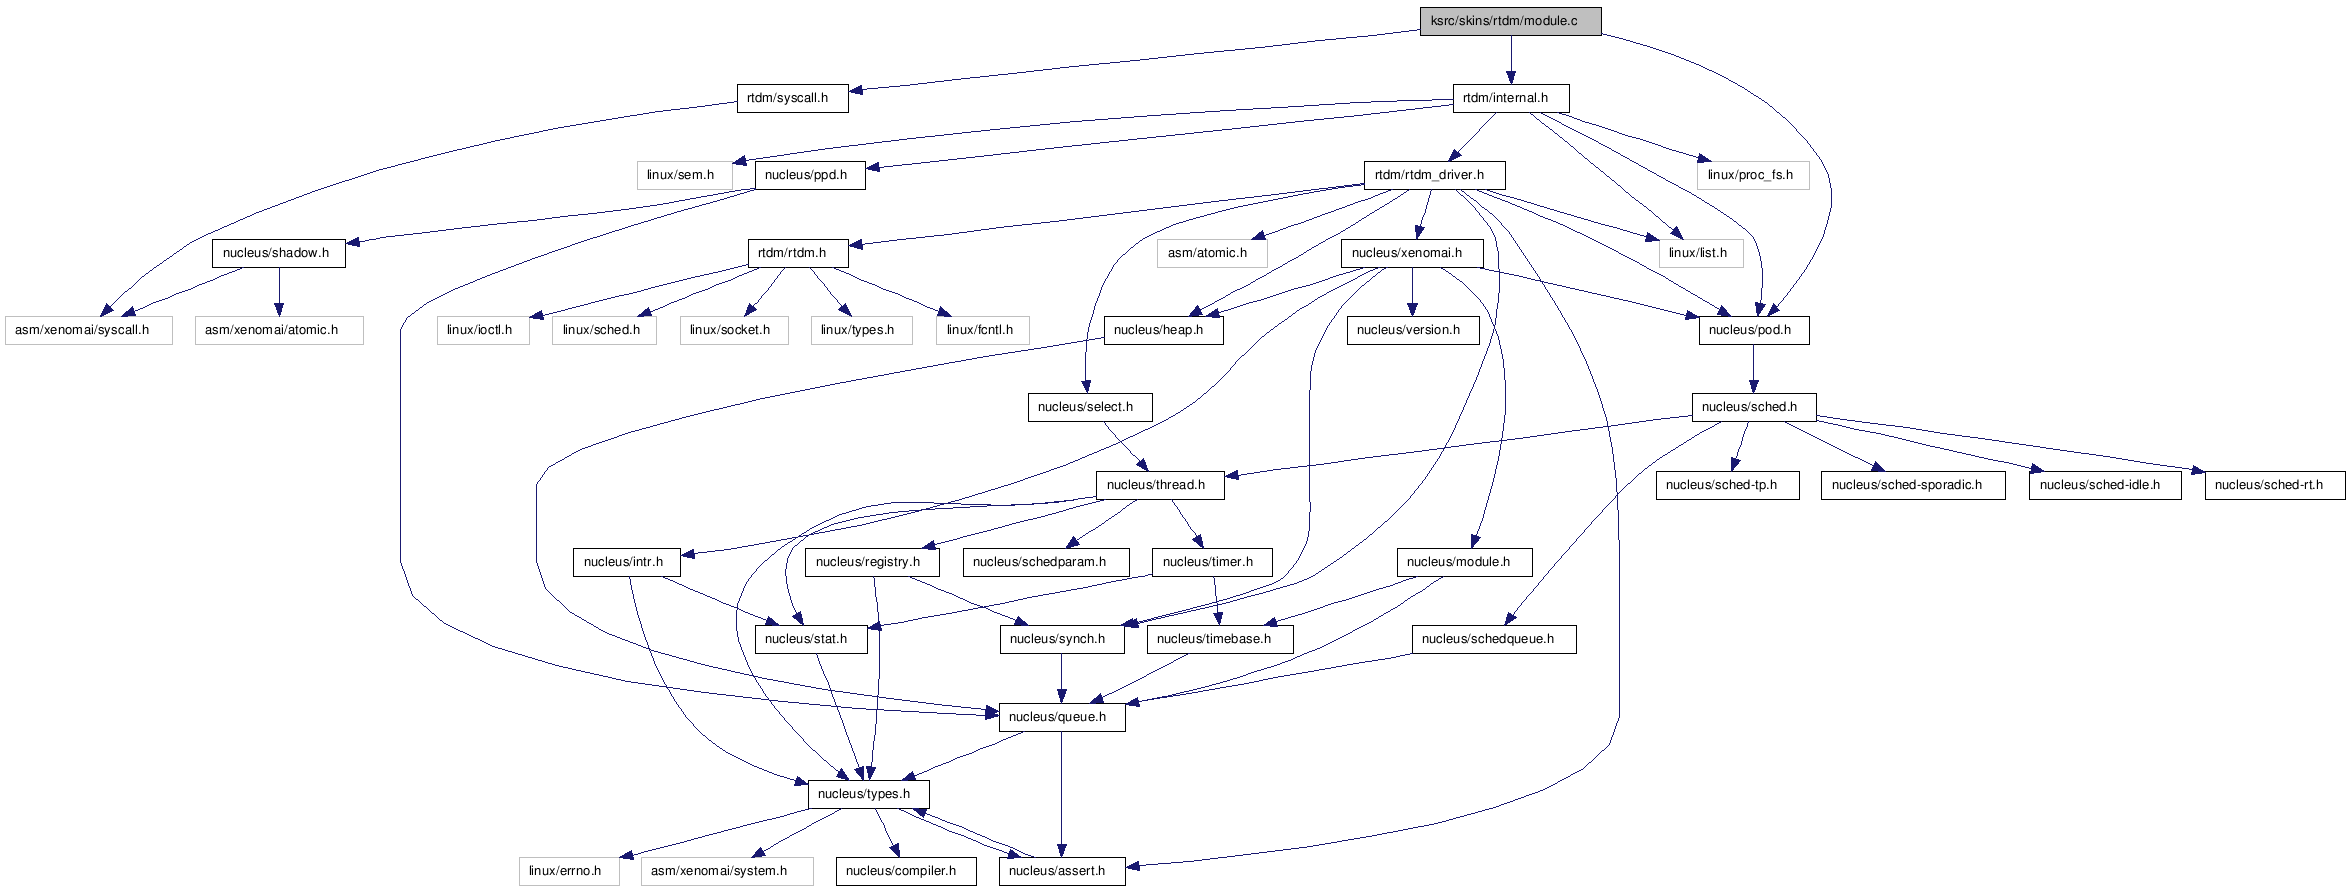 ksrc/skins/rtdm/module.c
rtdm/syscall.h
rtdm/internal.h
linux/sem.h
nucleus/ppd.h
rtdm/rtdm_driver.h
linux/proc_fs.h
nucleus/shadow.h
rtdm/rtdm.h
asm/atomic.h
nucleus/xenomai.h
linux/list.h
asm/xenomai/syscall.h
asm/xenomai/atomic.h
linux/ioctl.h
linux/sched.h
linux/socket.h
linux/types.h
linux/fcntl.h
nucleus/heap.h
nucleus/version.h
nucleus/pod.h
nucleus/select.h
nucleus/sched.h
nucleus/thread.h
nucleus/sched-tp.h
nucleus/sched-sporadic.h
nucleus/sched-idle.h
nucleus/sched-rt.h
nucleus/intr.h
nucleus/registry.h
nucleus/schedparam.h
nucleus/timer.h
nucleus/module.h
nucleus/stat.h
nucleus/synch.h
nucleus/timebase.h
nucleus/schedqueue.h
nucleus/queue.h
nucleus/types.h
linux/errno.h
asm/xenomai/system.h
nucleus/compiler.h
nucleus/assert.h